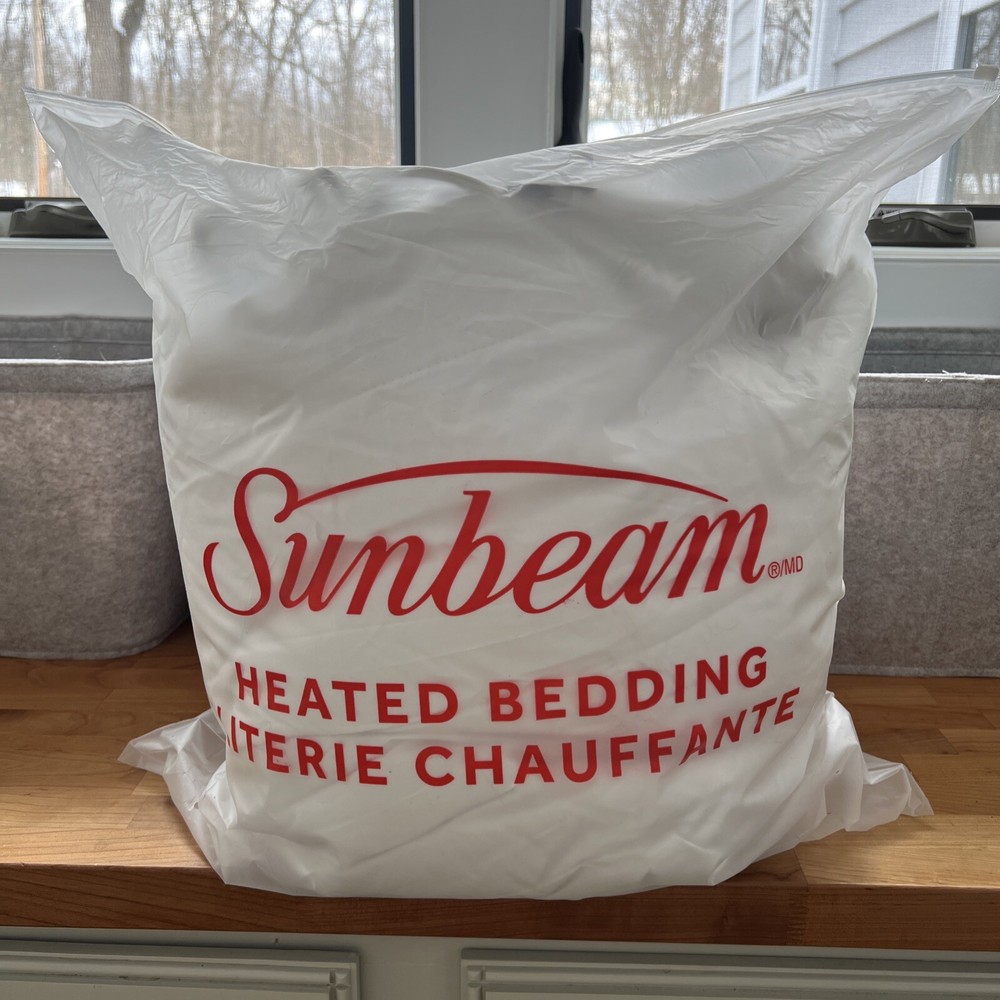 Sunbeam ®/MD
HEATED BEDDING
LITERIE CHAUFFANTE